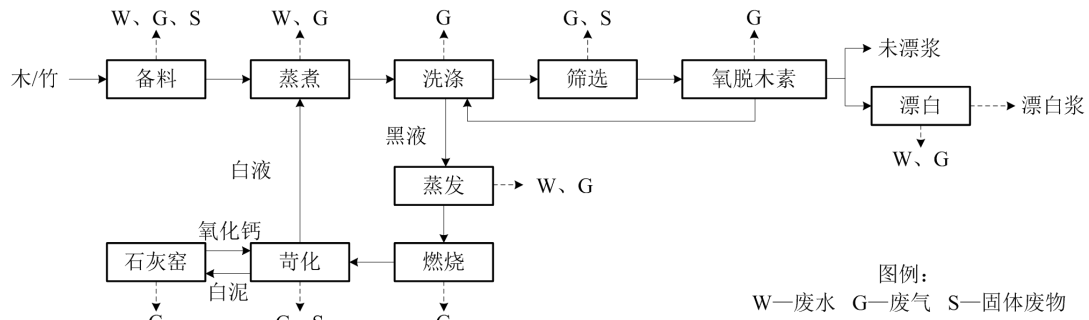 W、G、S
W、G
G
G、S
G
木/竹
备料
蒸煮
洗涤
筛选
氧脱木素
未漂浆
漂白
漂白浆
W、G
黑液
白液
蒸发
W、G
氧化钙
石灰窑
苛化
燃烧
白泥
G
G、S
G
图例：
W—废水 G—废气 S—固体废物